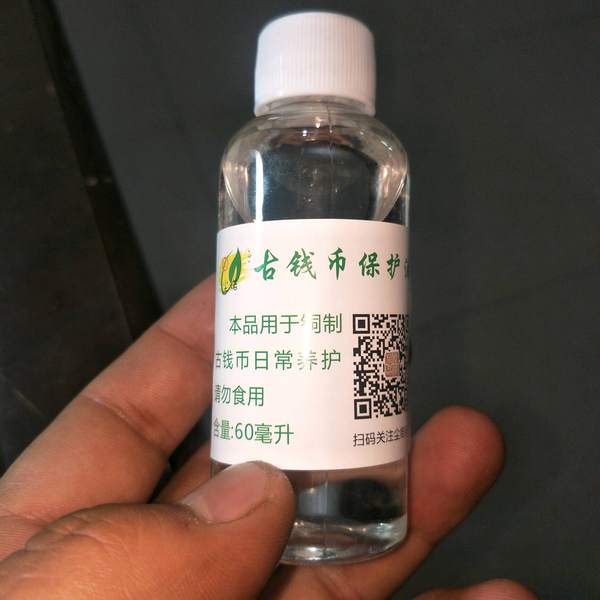 古钱币保护
本品用于铜制
古钱币日常养护
请勿食用
含量:60毫升
扫码关注尘